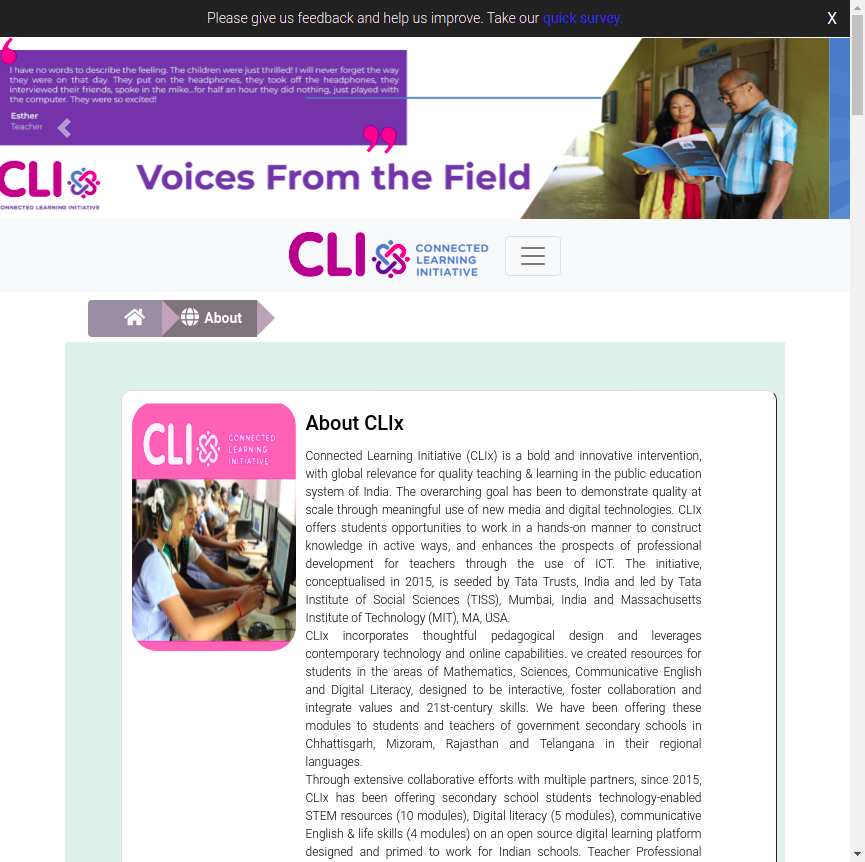 Please give us feedback and help us improve. Take our quick survey.
X
I have no words to describe the feeling. The children were just thrilled! I will never forget the way
they were on that day. They put on the headphones, they took off the headphones, they
interviewed their friends, spoke in the mike...for half an hour they did nothing, just played with
the computer. They were so excited!
Esther
Teacher
CLI
CONNECTED LEARNING INITIATIVE
Voices From the Field
CLI
CONNECTED
LEARNING
INITIATIVE
About
CLI
CONNECTED
LEARNING
INITIATIVE
About CLIx
Connected Learning Initiative (CLIx) is a bold and innovative intervention,
with global relevance for quality teaching & learning in the public education
system of India. The overarching goal has been to demonstrate quality at
scale through meaningful use of new media and digital technologies. CLIx
offers students opportunities to work in a hands-on manner to construct
knowledge in active ways, and enhances the prospects of professional
development for teachers through the use of ICT. The initiative,
conceptualised in 2015, is seeded by Tata Trusts, India and led by Tata
Institute of Social Sciences (TISS), Mumbai, India and Massachusetts
Institute of Technology (MIT), MA, USA.
CLIx incorporates thoughtful pedagogical design and leverages
contemporary technology and online capabilities. ve created resources for
students in the areas of Mathematics, Sciences, Communicative English
and Digital Literacy, designed to be interactive, foster collaboration and
integrate values and 21st-century skills. We have been offering these
modules to students and teachers of government secondary schools in
Chhattisgarh, Mizoram, Rajasthan and Telangana in their regional
languages.
Through extensive collaborative efforts with multiple partners, since 2015,
CLIx has been offering secondary school students technology-enabled
STEM resources (10 modules), Digital literacy (5 modules), communicative
English & life skills (4 modules) on an open source digital learning platform
designed and primed to work for Indian schools. Teacher Professional